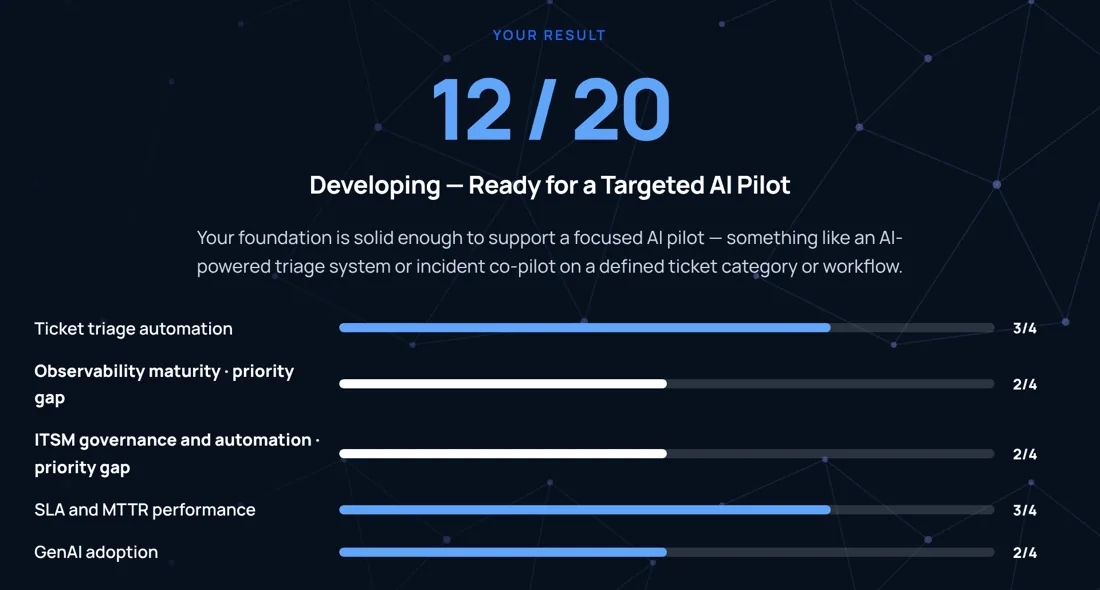 YOUR RESULT
12 / 20
Developing — Ready for a Targeted AI Pilot
Your foundation is solid enough to support a focused AI pilot — something like an AI-
powered triage system or incident co-pilot on a defined ticket category or workflow.
Ticket triage automation 3/4
Observability maturity · priority
gap 2/4
ITSM governance and automation ·
priority gap 2/4
SLA and MTTR performance 3/4
GenAI adoption 2/4